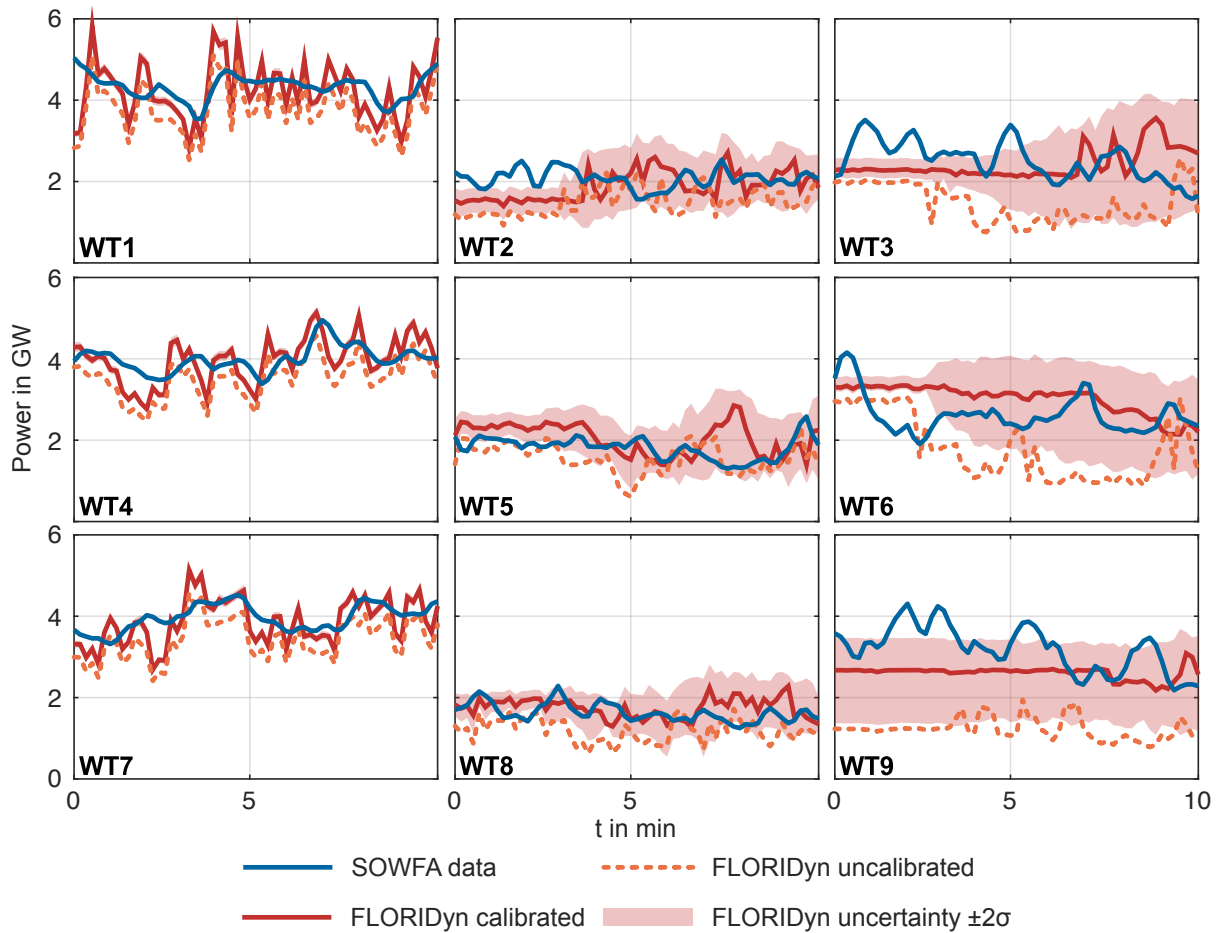 6
4
2
WT1
WT2
WT3
Power in GW
6
4
2
WT4
WT5
WT6
6
4
2
0
WT7
WT8
WT9
0
5
0
5
0
5
10
t in min
SOWFA data
FLORIDyn uncalibrated
FLORIDyn calibrated
FLORIDyn uncertainty ±2σ